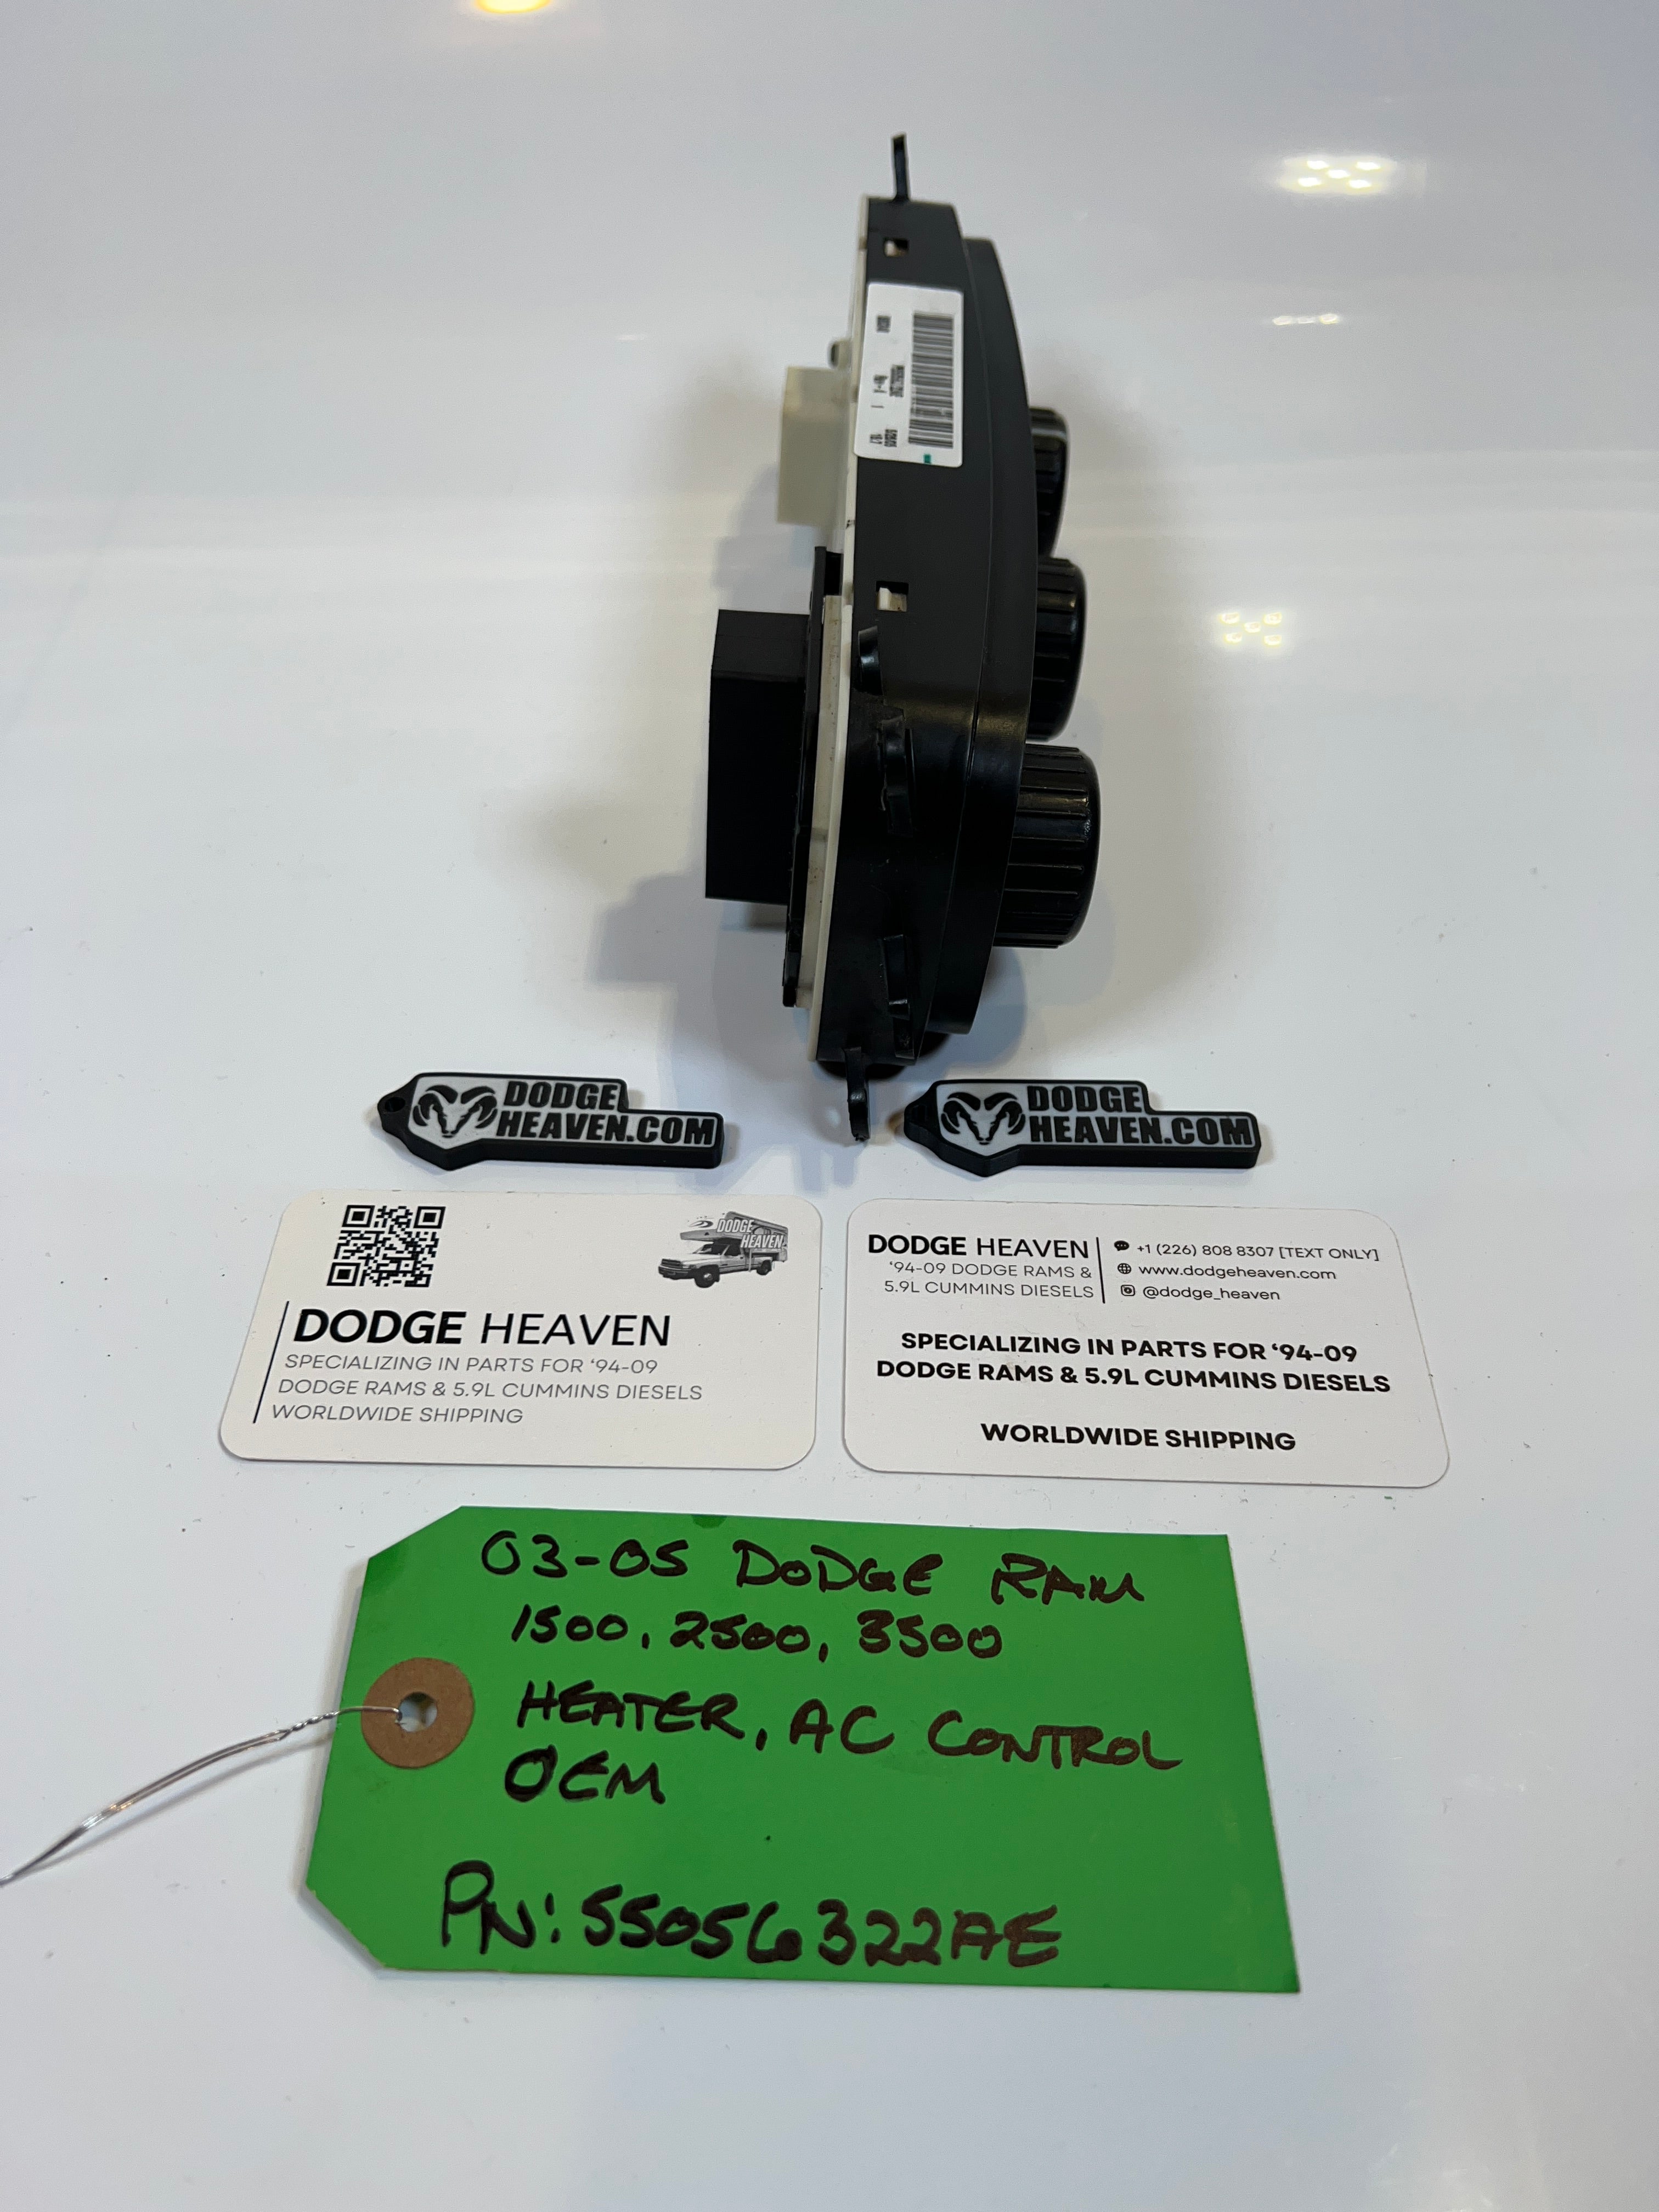 DODGE
HEAVEN.COM
DODGE
HEAVEN.COM
DODGE
HEAVEN
DODGE HEAVEN
SPECIALIZING IN PARTS FOR ‘94-09
DODGE RAMS & 5.9L CUMMINS DIESELS
WORLDWIDE SHIPPING
DODGE HEAVEN
‘94-09 DODGE RAMS &
5.9L CUMMINS DIESELS
+1 (226) 808 8307 [TEXT ONLY]
www.dodgeheaven.com
@dodge_heaven
SPECIALIZING IN PARTS FOR ‘94-09
DODGE RAMS & 5.9L CUMMINS DIESELS
WORLDWIDE SHIPPING
03-05 DODGE RAM
1500, 2500, 3500
HEATER, AC CONTROL
OEM
PN: 55056322AE